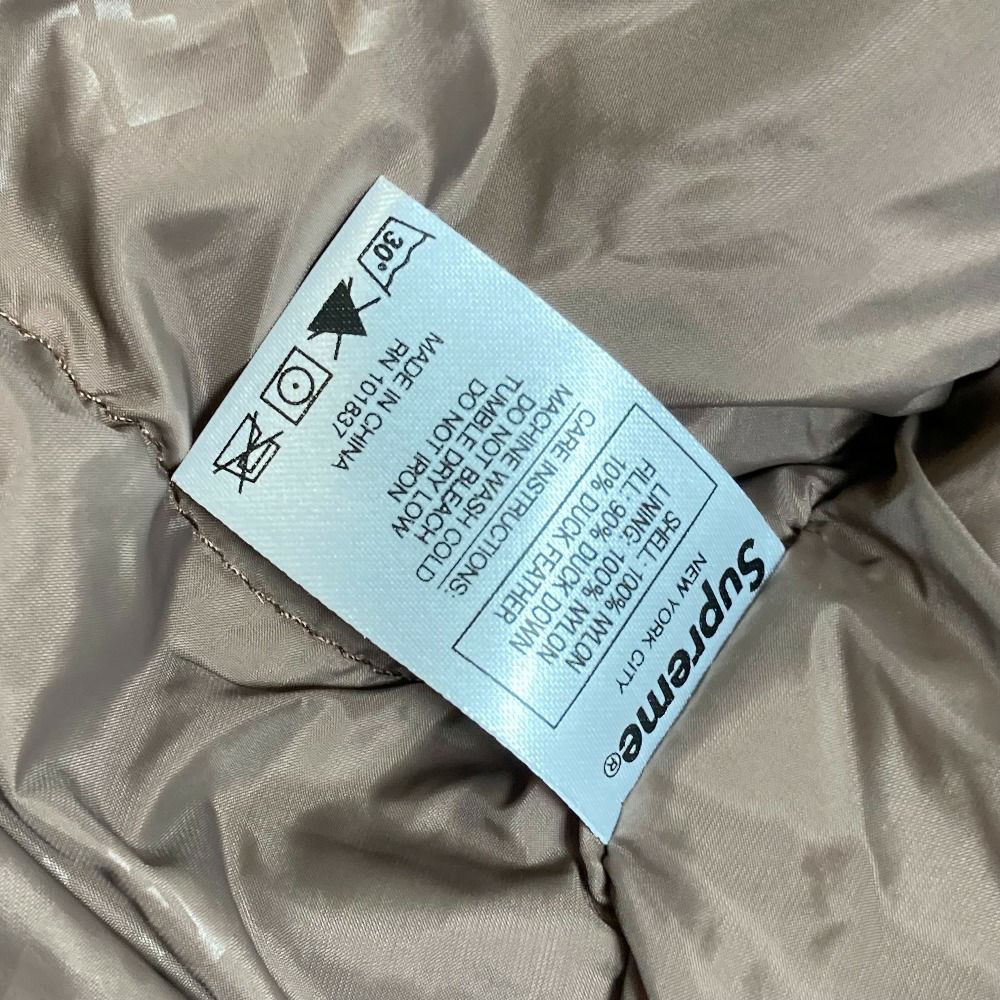 Supreme®
NEW YORK CITY
SHELL: 100% NYLON
LINING: 100% NYLON
FILL: 90% DUCK DOWN
10% DUCK FEATHER
CARE INSTRUCTIONS:
MACHINE WASH COLD
DO NOT BLEACH
TUMBLE DRY LOW
DO NOT IRON
MADE IN CHINA
RN 101837
30°